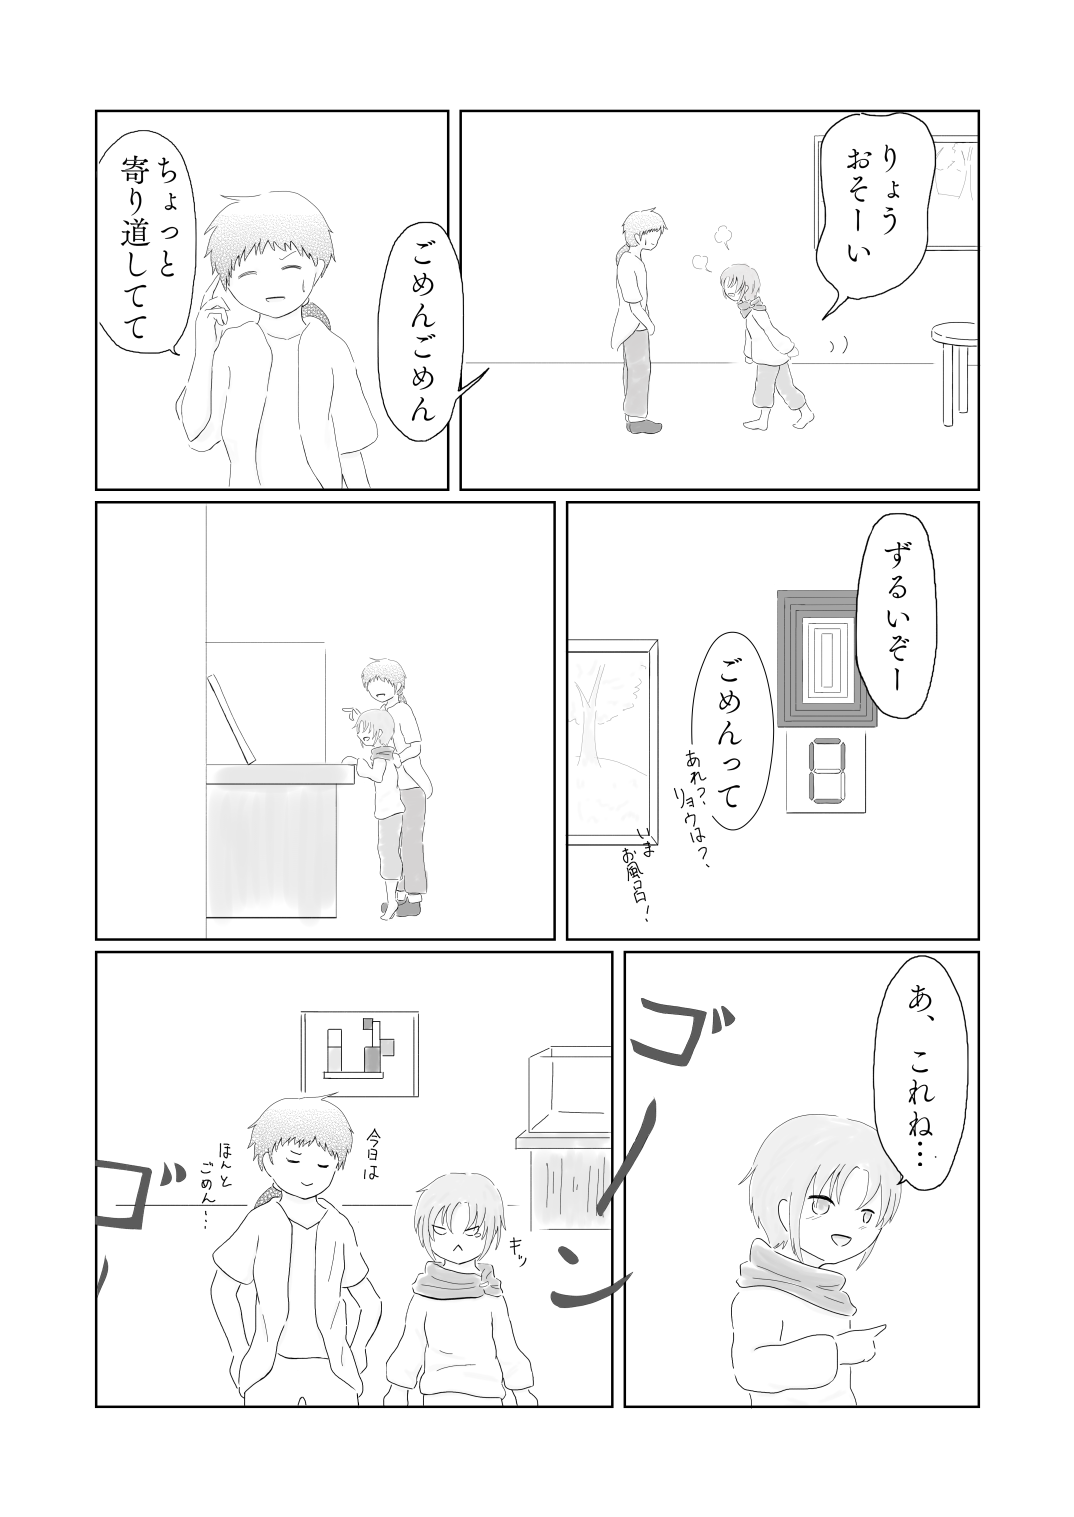 りょう
おそーい
ごめんごめん
ちょっと
寄り道してて
ずるいぞー
ごめんって
あれ？、
リョウは？、
いま
お風呂！
あ、これね…
ゴーン
キッ
今日は
ほんと
ごめん…
ゴ